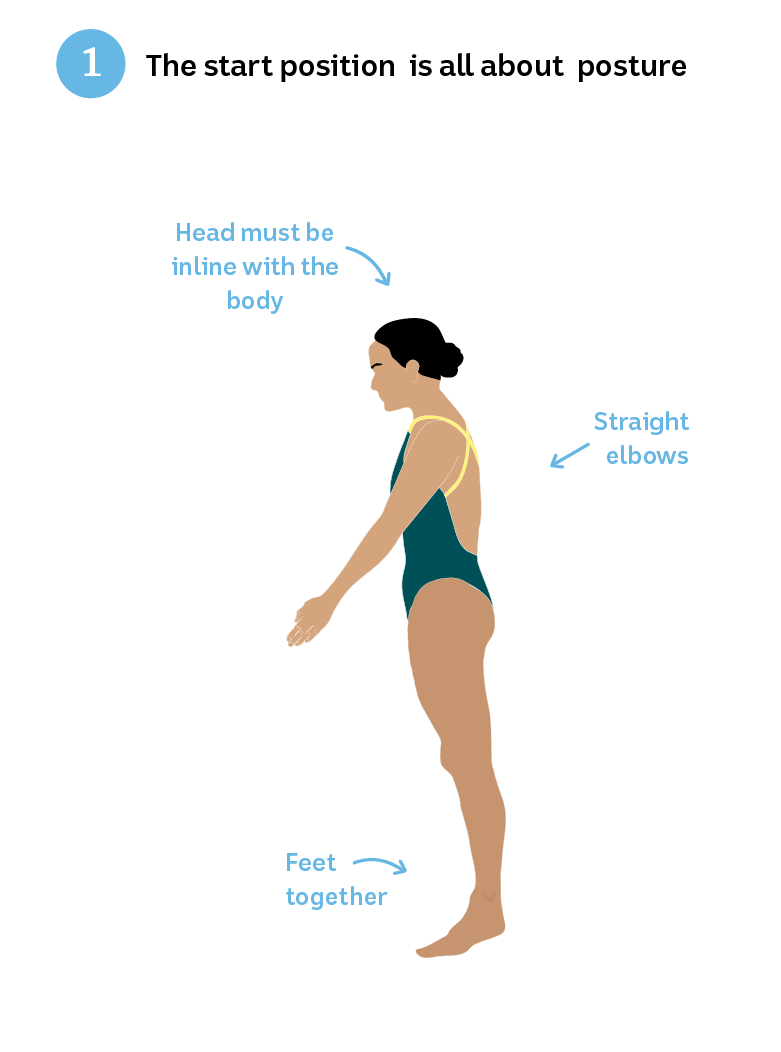 1 The start position is all about posture
Head must be
inline with the
body
Straight
elbows
Feet
together